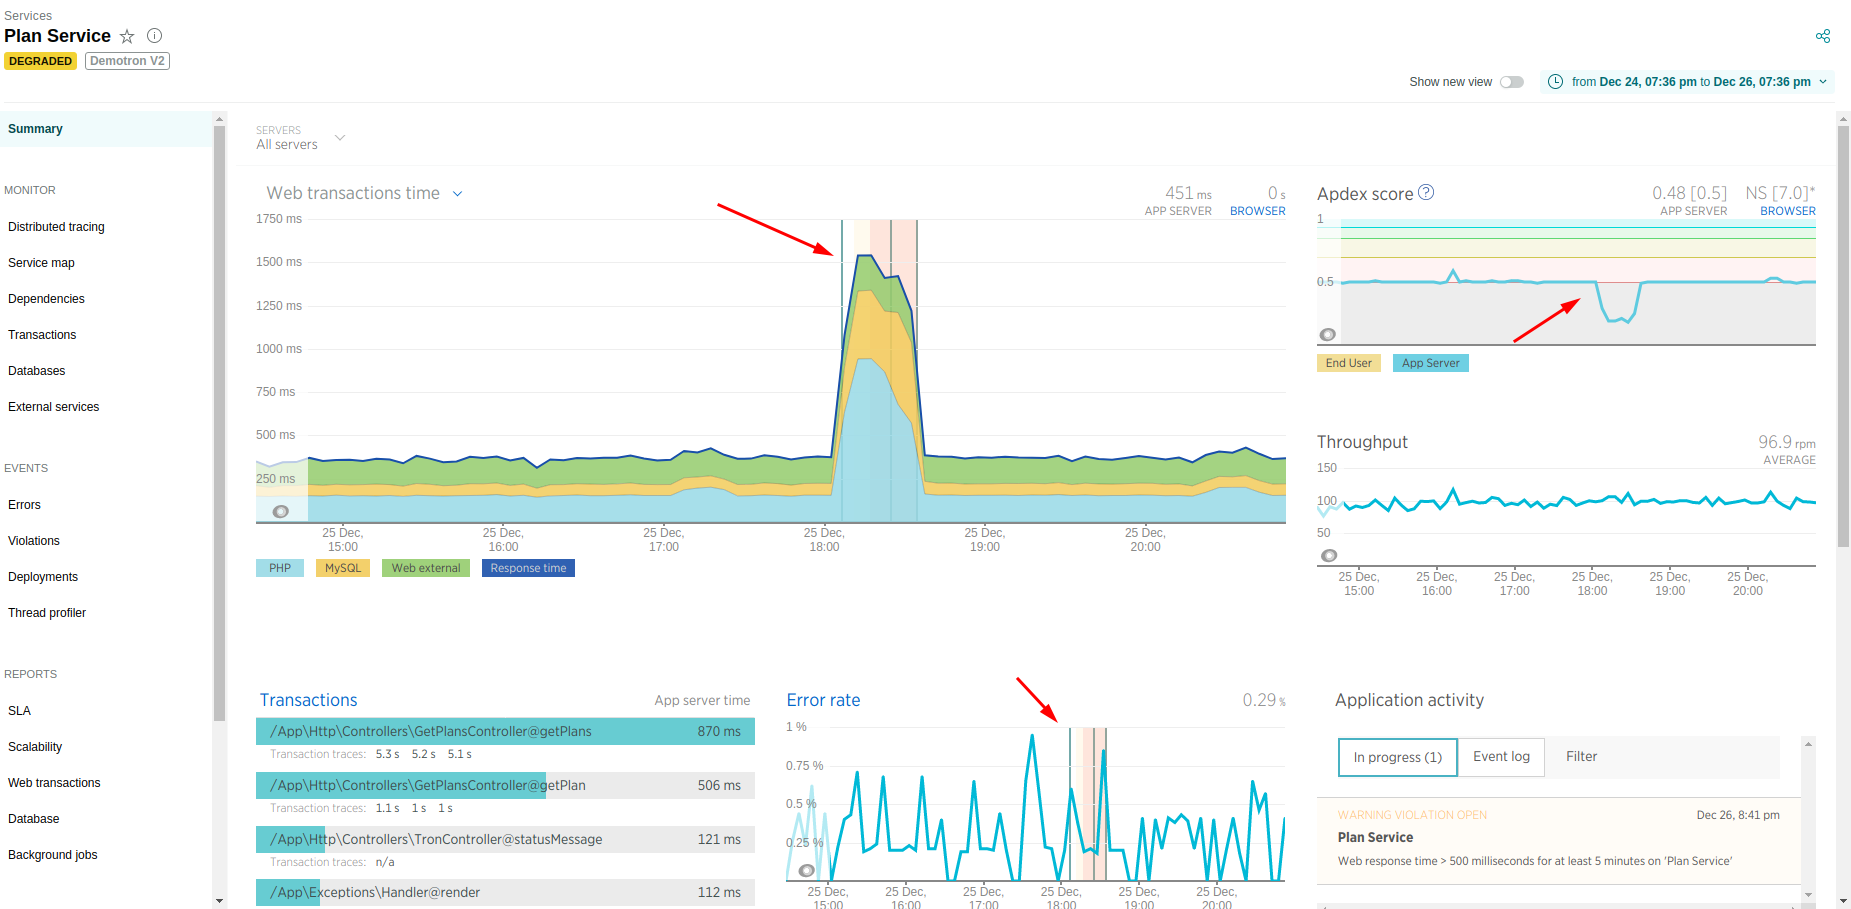 Services
Plan Service
DEGRADED Demotron V2
Show new view from Dec 24, 07:36 pm to Dec 26, 07:36 pm
Summary
MONITOR
Distributed tracing
Service map
Dependencies
Transactions
Databases
External services
EVENTS
Errors
Violations
Deployments
Thread profiler
REPORTS
SLA
Scalability
Web transactions
Database
Background jobs
SERVERS
All servers
Web transactions time
451 ms 0 s
APP SERVER BROWSER
1750 ms
1500 ms
1250 ms
1000 ms
750 ms
500 ms
250 ms
25 Dec, 25 Dec, 25 Dec, 25 Dec, 25 Dec, 25 Dec,
15:00 16:00 17:00 18:00 19:00 20:00
PHP MySQL Web external Response time
Apdex score ?
0.48 [0.5] NS [7.0]*
APP SERVER BROWSER
1
0.5
End User App Server
Throughput
96.9 rpm
AVERAGE
150
100
50
25 Dec, 25 Dec, 25 Dec, 25 Dec, 25 Dec, 25 Dec,
15:00 16:00 17:00 18:00 19:00 20:00
Transactions App server time
/App\Http\Controllers\GetPlansController@getPlans 870 ms
Transaction traces: 5.3 s 5.2 s 5.1 s
/App\Http\Controllers\GetPlansController@getPlan 506 ms
Transaction traces: 1.1 s 1 s 1 s
/App\Http\Controllers\TronController@statusMessage 121 ms
Transaction traces: n/a
/App\Exceptions\Handler@render 112 ms
Error rate 0.29 %
1 %
0.75 %
0.5 %
0.25 %
25 Dec, 25 Dec, 25 Dec, 25 Dec, 25 Dec, 25 Dec,
15:00 16:00 17:00 18:00 19:00 20:00
Application activity
In progress (1) Event log Filter
WARNING VIOLATION OPEN Dec 26, 8:41 pm
Plan Service
Web response time > 500 milliseconds for at least 5 minutes on 'Plan Service'